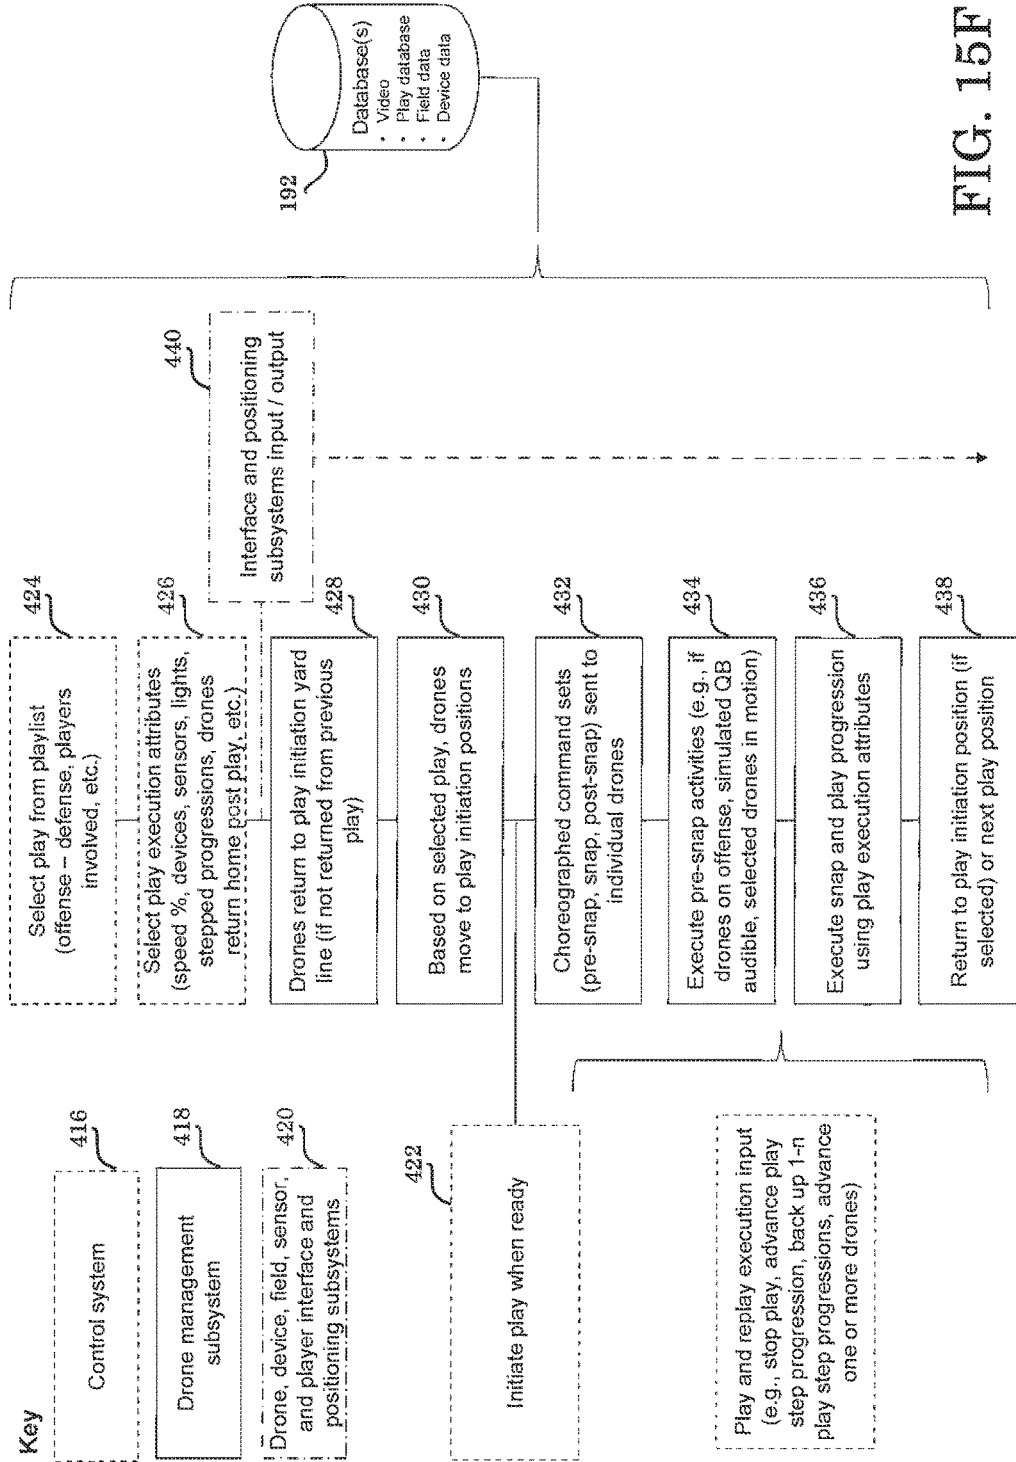 Key
Control system
416
Drone management
subsystem
418
Drone, device, field, sensor,
and player interface and
positioning subsystems
420
Initiate play when ready
422
Play and replay execution input
(e.g., stop play, advance play
step progression, back up 1-n
play step progressions, advance
one or more drones)
Select play from playlist
(offense – defense, players
involved, etc.)
424
Select play execution attributes
(speed %, devices, sensors, lights,
stepped progressions, drones
return home post play, etc.)
426
Drones return to play initiation yard
line (if not returned from previous
play)
428
Based on selected play, drones
move to play initiation positions
430
Choreographed command sets
(pre-snap, snap, post-snap) sent to
individual drones
432
Execute pre-snap activities (e.g., if
drones on offense, simulated QB
audible, selected drones in motion)
434
Execute snap and play progression
using play execution attributes
436
Return to play initiation position (if
selected) or next play position
438
Interface and positioning
subsystems input / output
440
Database(s)
• Video
• Play database
• Field data
• Device data
192
FIG. 15F